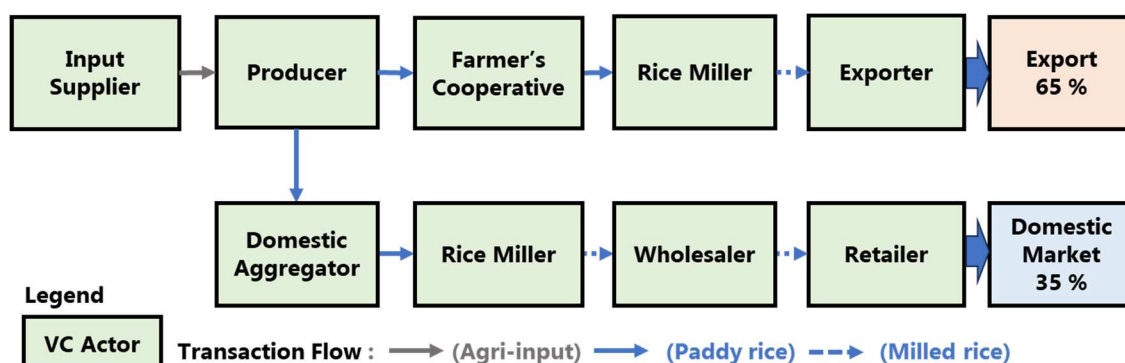 Input
Supplier
Producer
Farmer’s
Cooperative
Rice Miller
Exporter
Export
65 %
Domestic
Aggregator
Rice Miller
Wholesaler
Retailer
Domestic
Market
35 %
Legend
VC Actor
Transaction Flow : (Agri-input) (Paddy rice) (Milled rice)